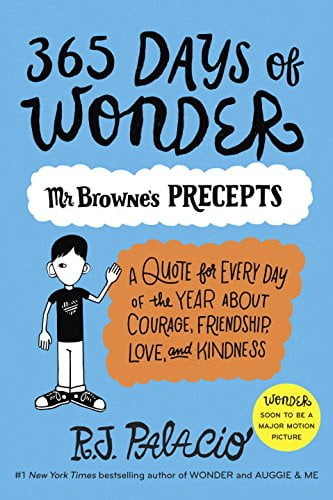 365 DAYS of
WONDER
Mr Browne's PRECEPTS
A QUOTE for EVERY DAY
of the YEAR ABOUT
COURAGE, FRIENDSHIP,
LOVE, and KINDNESS
WONDER
SOON TO BE A
MAJOR MOTION
PICTURE
R.J. PALACIO
#1 New York Times bestselling author of WONDER and AUGGIE & ME